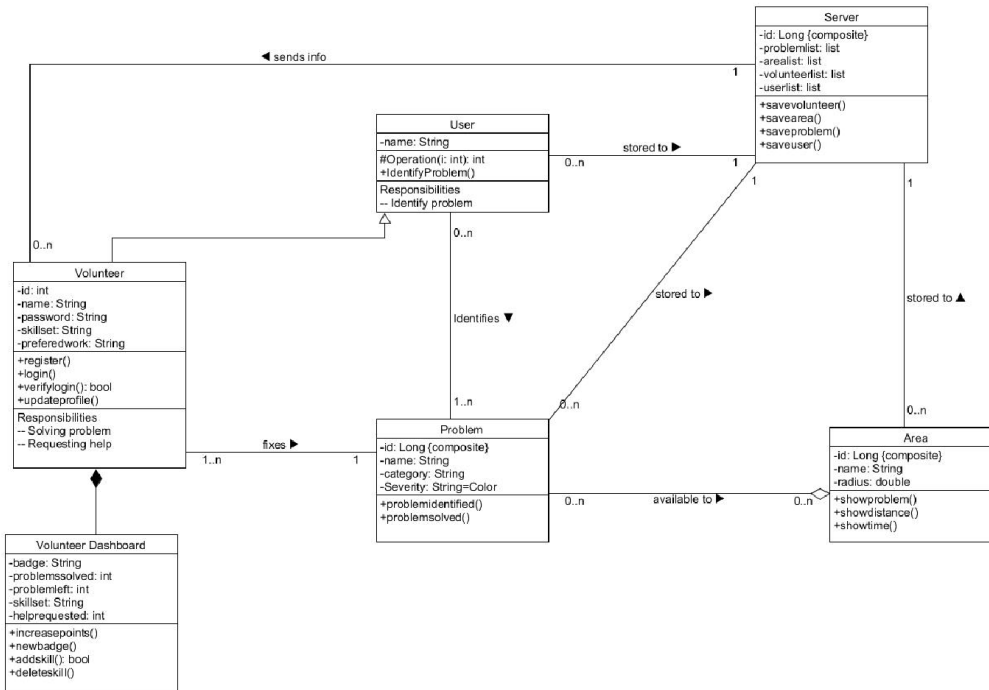 Server
-id: Long {composite}
-problemlist: list
-arealist: list
-volunteerlist: list
-userlist: list
+savevolunteer()
+savearea()
+saveproblem()
+saveuser()
◄ sends info
1
0..n
User
-name: String
#Operation(i: int): int
+IdentifyProblem()
Responsibilities
-- Identify problem
stored to ►
0..n
1
1
1
0..n
Identifies ▼
1..n
stored to ►
0..n
stored to ▲
0..n
Volunteer
-id: int
-name: String
-password: String
-skillset: String
-preferedwork: String
+register()
+login()
+verifylogin(): bool
+updateprofile()
Responsibilities
-- Solving problem
-- Requesting help
fixes ►
1..n
1
Problem
-id: Long {composite}
-name: String
-category: String
-Severity: String=Color
+problemidentified()
+problemsolved()
0..n
available to ►
0..n
Area
-id: Long {composite}
-name: String
-radius: double
+showproblem()
+showdistance()
+showtime()
Volunteer Dashboard
-badge: String
-problemssolved: int
-problemleft: int
-skillset: String
-helprequested: int
+increasepoints()
+newbadge()
+addskill(): bool
+deleteskill()